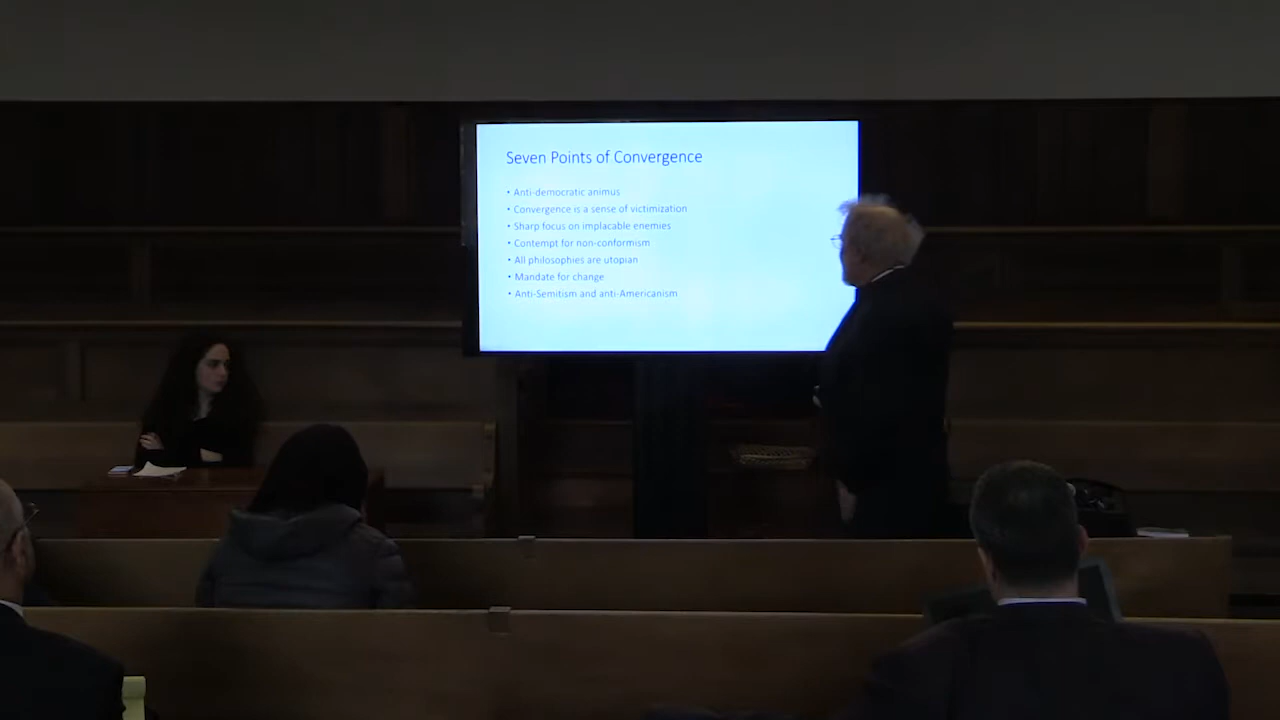 Seven Points of Convergence
• Anti-democratic animus
• Convergence is a sense of victimization
• Sharp focus on implacable enemies
• Contempt for non-conformism
• All philosophies are utopian
• Mandate for change
• Anti-Semitism and anti-Americanism